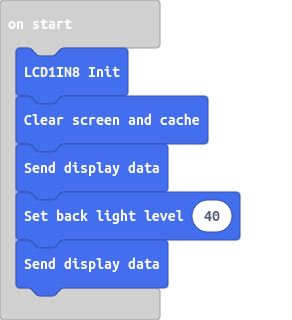 on start
LCD1IN8 Init
Clear screen and cache
Send display data
Set back light level 40
Send display data